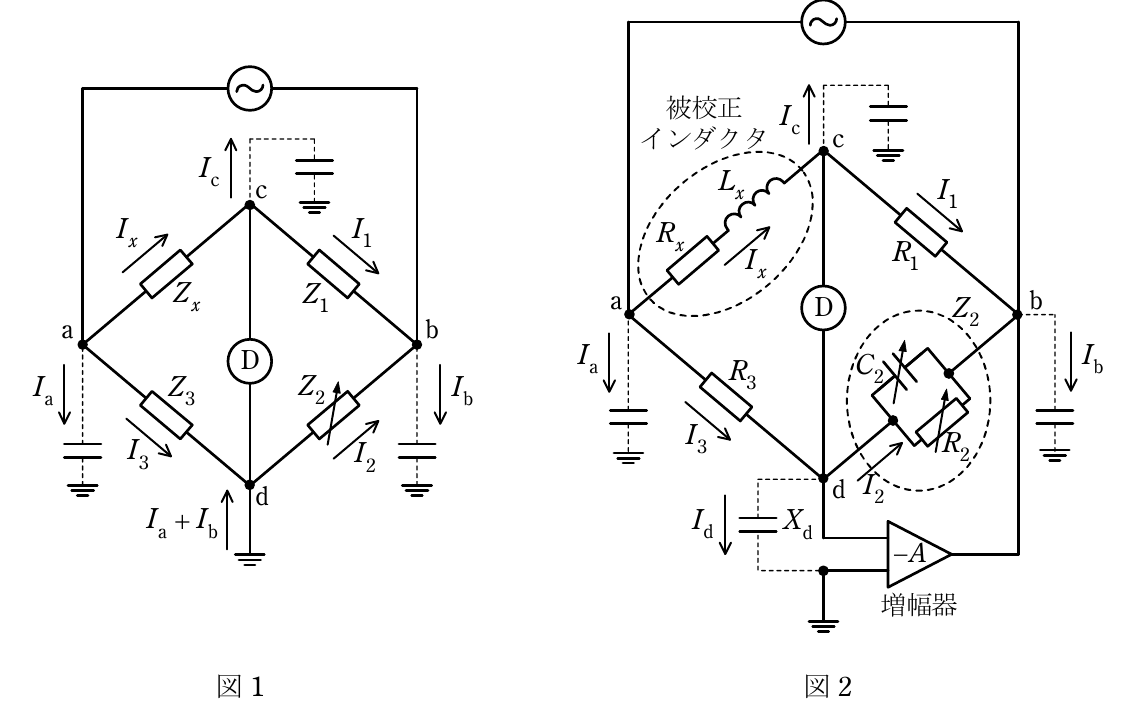 I_c
c
I_x
I_1
Z_x
Z_1
a
b
D
I_a
Z_3
Z_2
I_b
I_3
I_2
d
I_a + I_b
図 1
被校正
インダクタ
I_c
c
L_x
I_1
R_x
I_x
R_1
a
D
Z_2
b
I_a
R_3
C_2
I_b
I_3
R_2
I_2
d
I_d
X_d
−A
増幅器
図 2